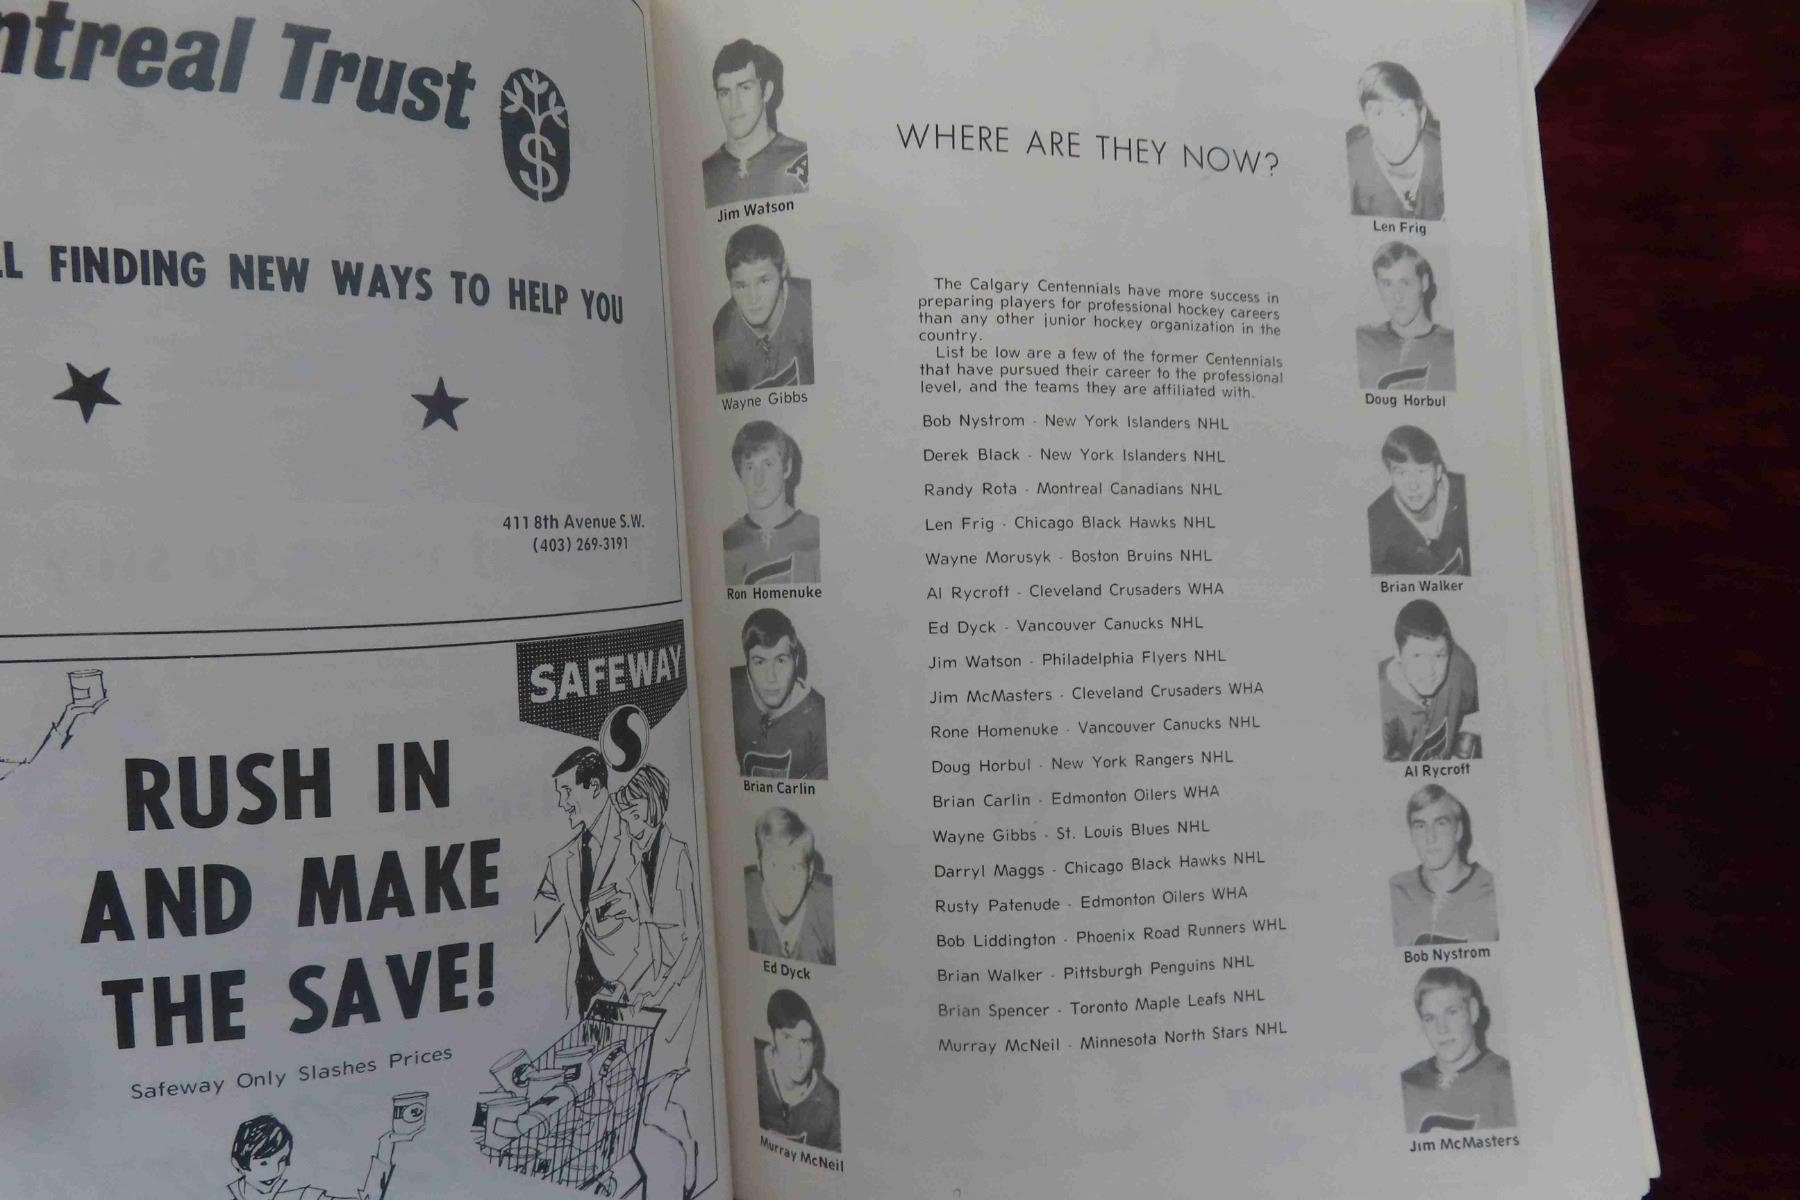 Trust
$
FINDING NEW WAYS TO HELP YOU
411 8th Avenue S.W.
(403) 269-3191
SAFEWAY
S
RUSH IN
AND MAKE
THE SAVE!
Safeway Only Slashes Prices
WHERE ARE THEY NOW?
The Calgary Centennials have more success in
preparing players for professional hockey careers
than any other junior hockey organization in the
country.
List be low are a few of the former Centennials
that have pursued their career to the professional
level, and the teams they are affiliated with.
Bob Nystrom - New York Islanders NHL
Derek Black - New York Islanders NHL
Randy Rota - Montreal Canadians NHL
Len Frig - Chicago Black Hawks NHL
Wayne Morusyk - Boston Bruins NHL
Al Rycroft - Cleveland Crusaders WHA
Ed Dyck - Vancouver Canucks NHL
Jim Watson - Philadelphia Flyers NHL
Jim McMasters - Cleveland Crusaders WHA
Rone Homenuke - Vancouver Canucks NHL
Doug Horbul - New York Rangers NHL
Brian Carlin - Edmonton Oilers WHA
Wayne Gibbs - St. Louis Blues NHL
Darryl Maggs - Chicago Black Hawks NHL
Rusty Patenude - Edmonton Oilers WHA
Bob Liddington - Phoenix Road Runners WHL
Brian Walker - Pittsburgh Penguins NHL
Brian Spencer - Toronto Maple Leafs NHL
Murray McNeil - Minnesota North Stars NHL
Jim Watson
Wayne Gibbs
Ron Homenuke
Brian Carlin
Ed Dyck
Murray McNeil
Len Frig
Doug Horbul
Brian Walker
Al Rycroft
Bob Nystrom
Jim McMasters